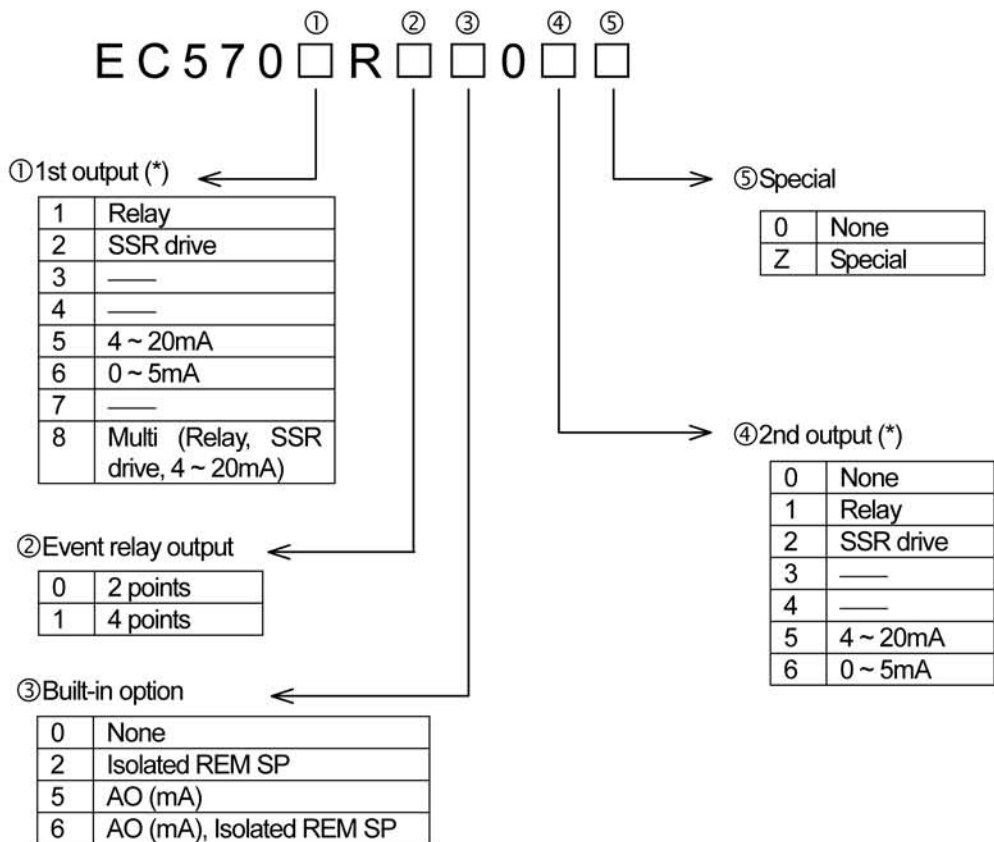 ① ② ③ ④ ⑤
EC570□R□□0□□
①1st output (*)
1 Relay
2 SSR drive
3 ——
4 ——
5 4 ~ 20mA
6 0 ~ 5mA
7 ——
8 Multi (Relay, SSR
drive, 4 ~ 20mA)
②Event relay output
0 2 points
1 4 points
③Built-in option
0 None
2 Isolated REM SP
5 AO (mA)
6 AO (mA), Isolated REM SP
⑤Special
0 None
Z Special
④2nd output (*)
0 None
1 Relay
2 SSR drive
3 ——
4 ——
5 4 ~ 20mA
6 0 ~ 5mA